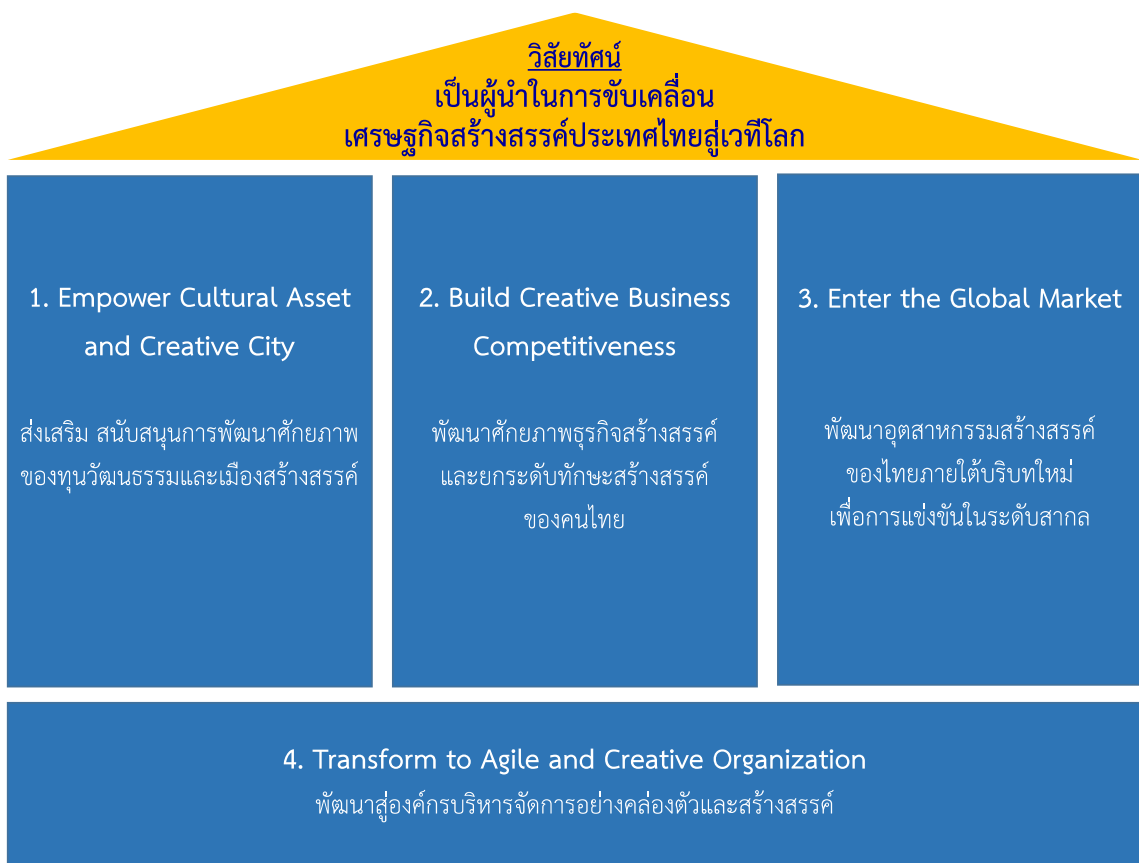 วิสัยทัศน์
เป็นผู้นำในการขับเคลื่อน
เศรษฐกิจสร้างสรรค์ประเทศไทยสู่เวทีโลก
1. Empower Cultural Asset
and Creative City
ส่งเสริม สนับสนุนการพัฒนาศักยภาพ
ของทุนวัฒนธรรมและเมืองสร้างสรรค์
2. Build Creative Business
Competitiveness
พัฒนาศักยภาพธุรกิจสร้างสรรค์
และยกระดับทักษะสร้างสรรค์
ของคนไทย
3. Enter the Global Market
พัฒนาอุตสาหกรรมสร้างสรรค์
ของไทยภายใต้บริบทใหม่
เพื่อการแข่งขันในระดับสากล
4. Transform to Agile and Creative Organization
พัฒนาสู่องค์กรบริหารจัดการอย่างคล่องตัวและสร้างสรรค์